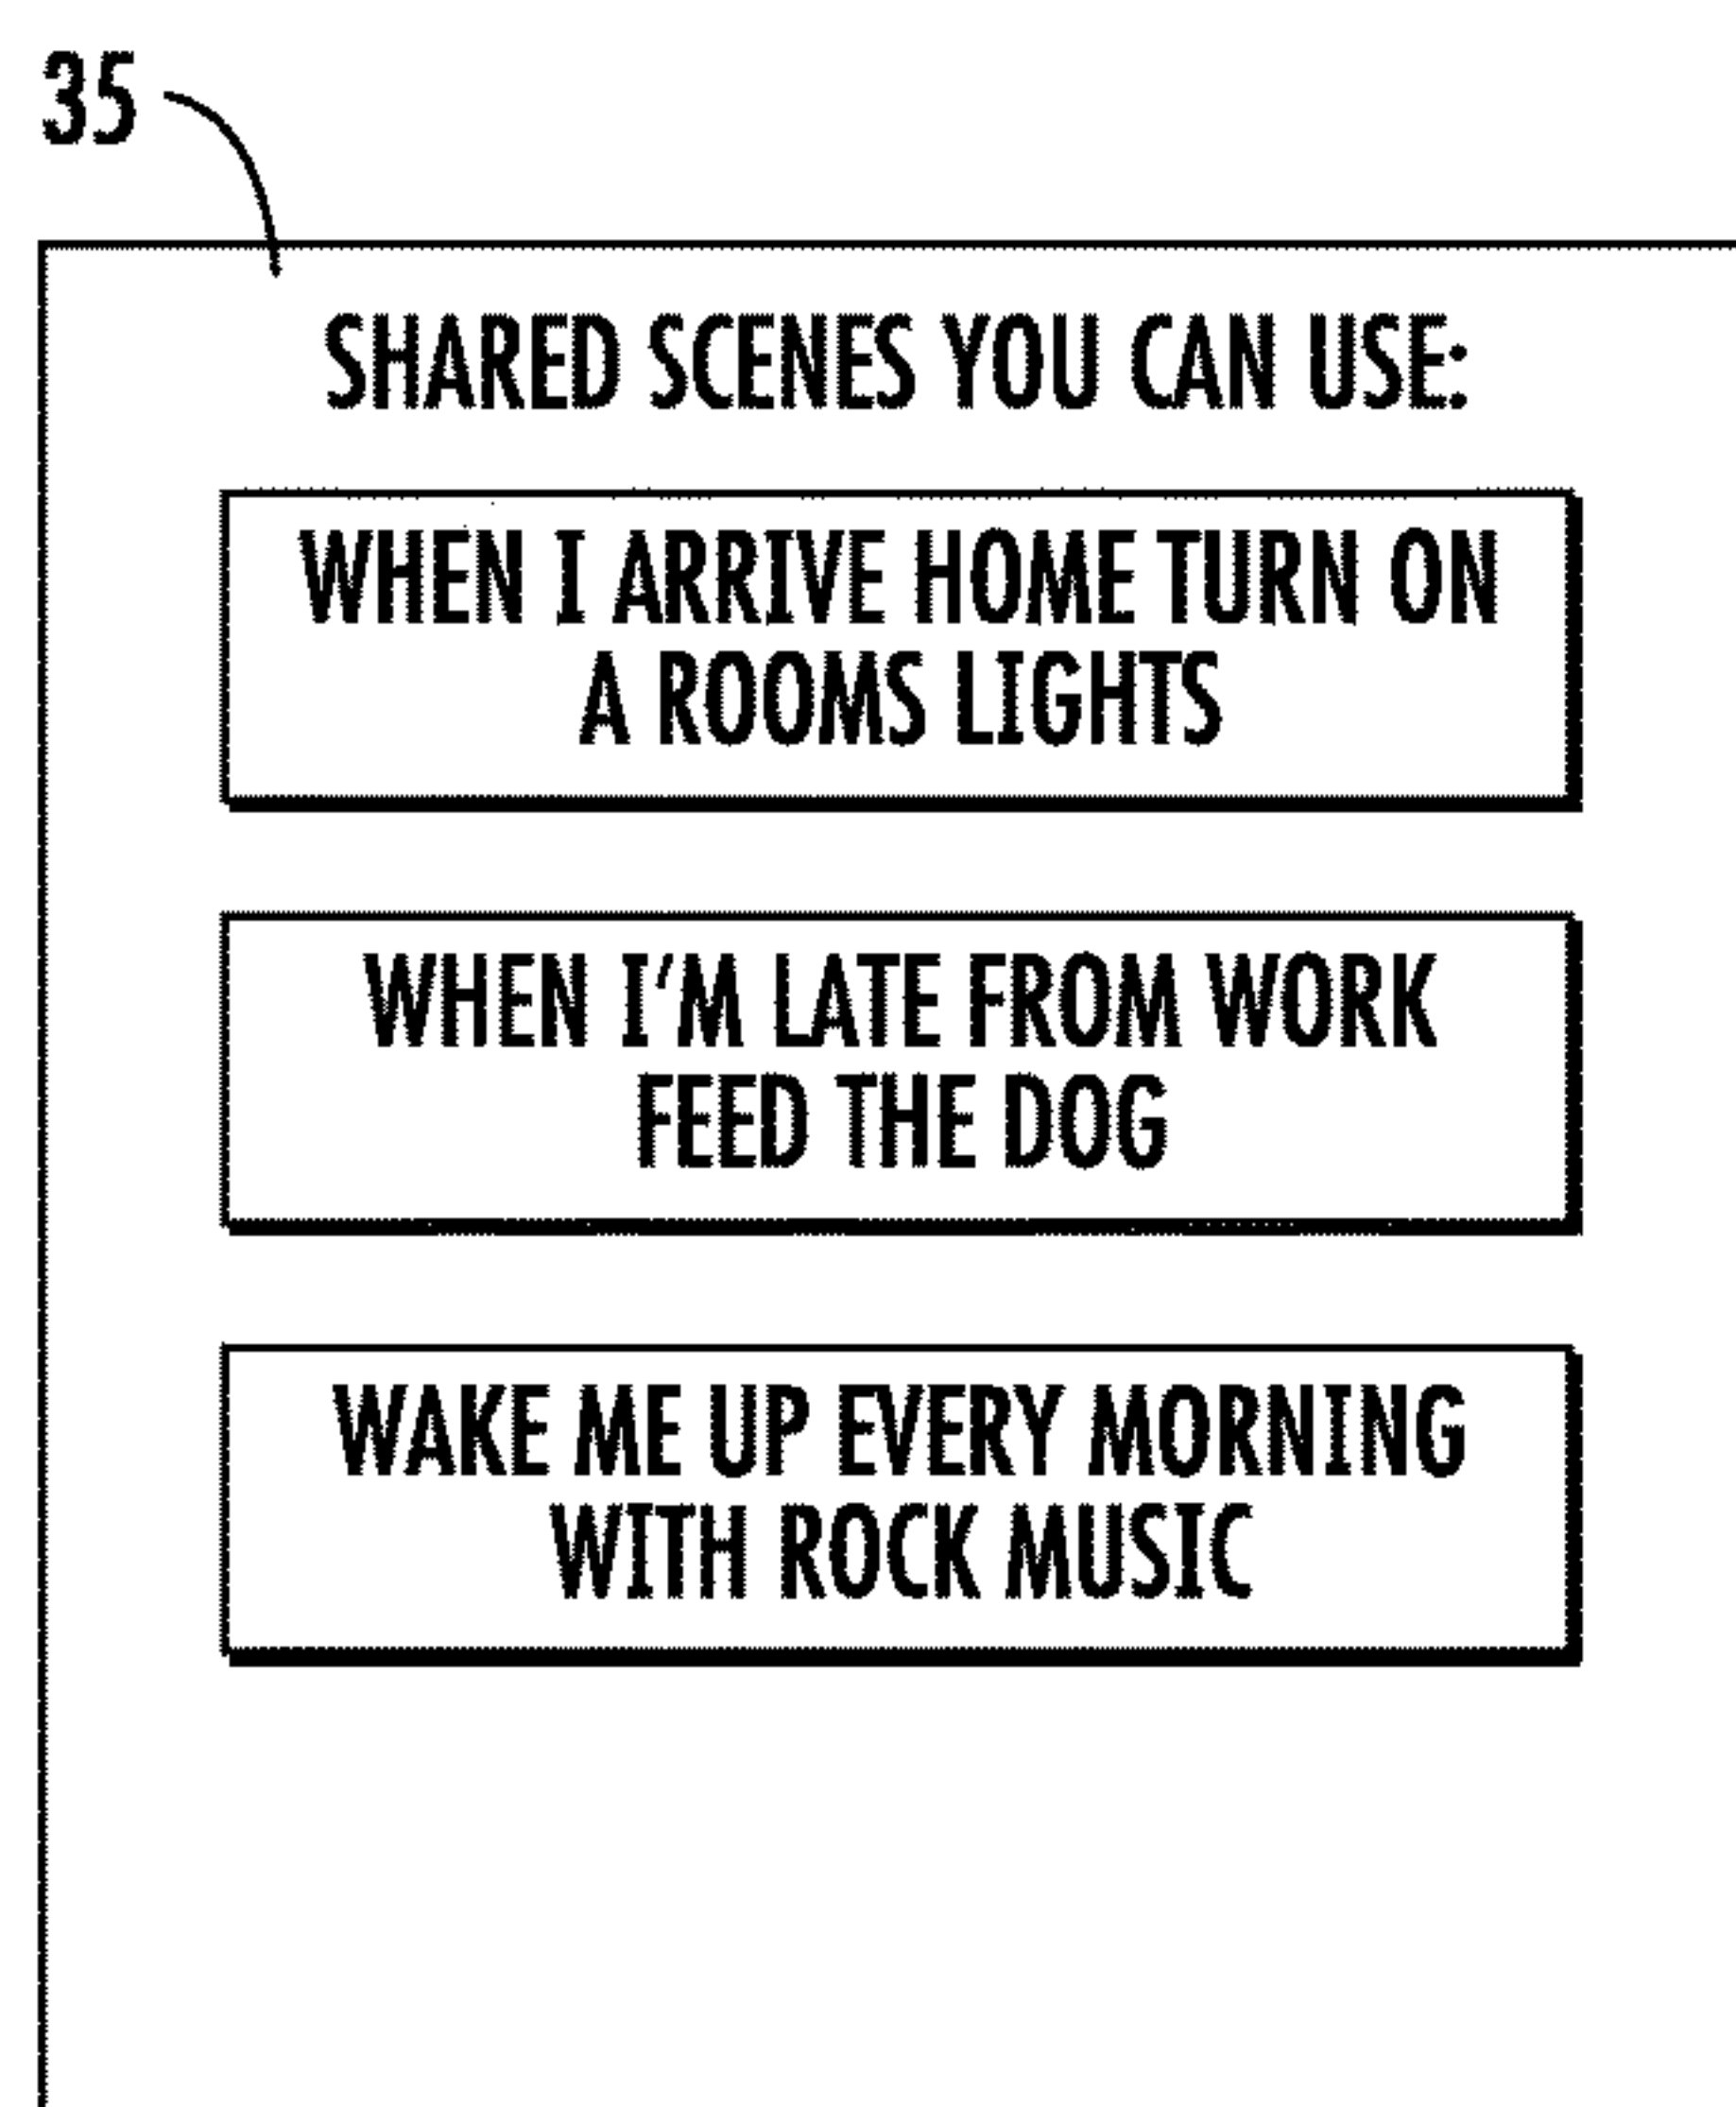 35
SHARED SCENES YOU CAN USE:
WHEN I ARRIVE HOME TURN ON
A ROOMS LIGHTS
WHEN I'M LATE FROM WORK
FEED THE DOG
WAKE ME UP EVERY MORNING
WITH ROCK MUSIC